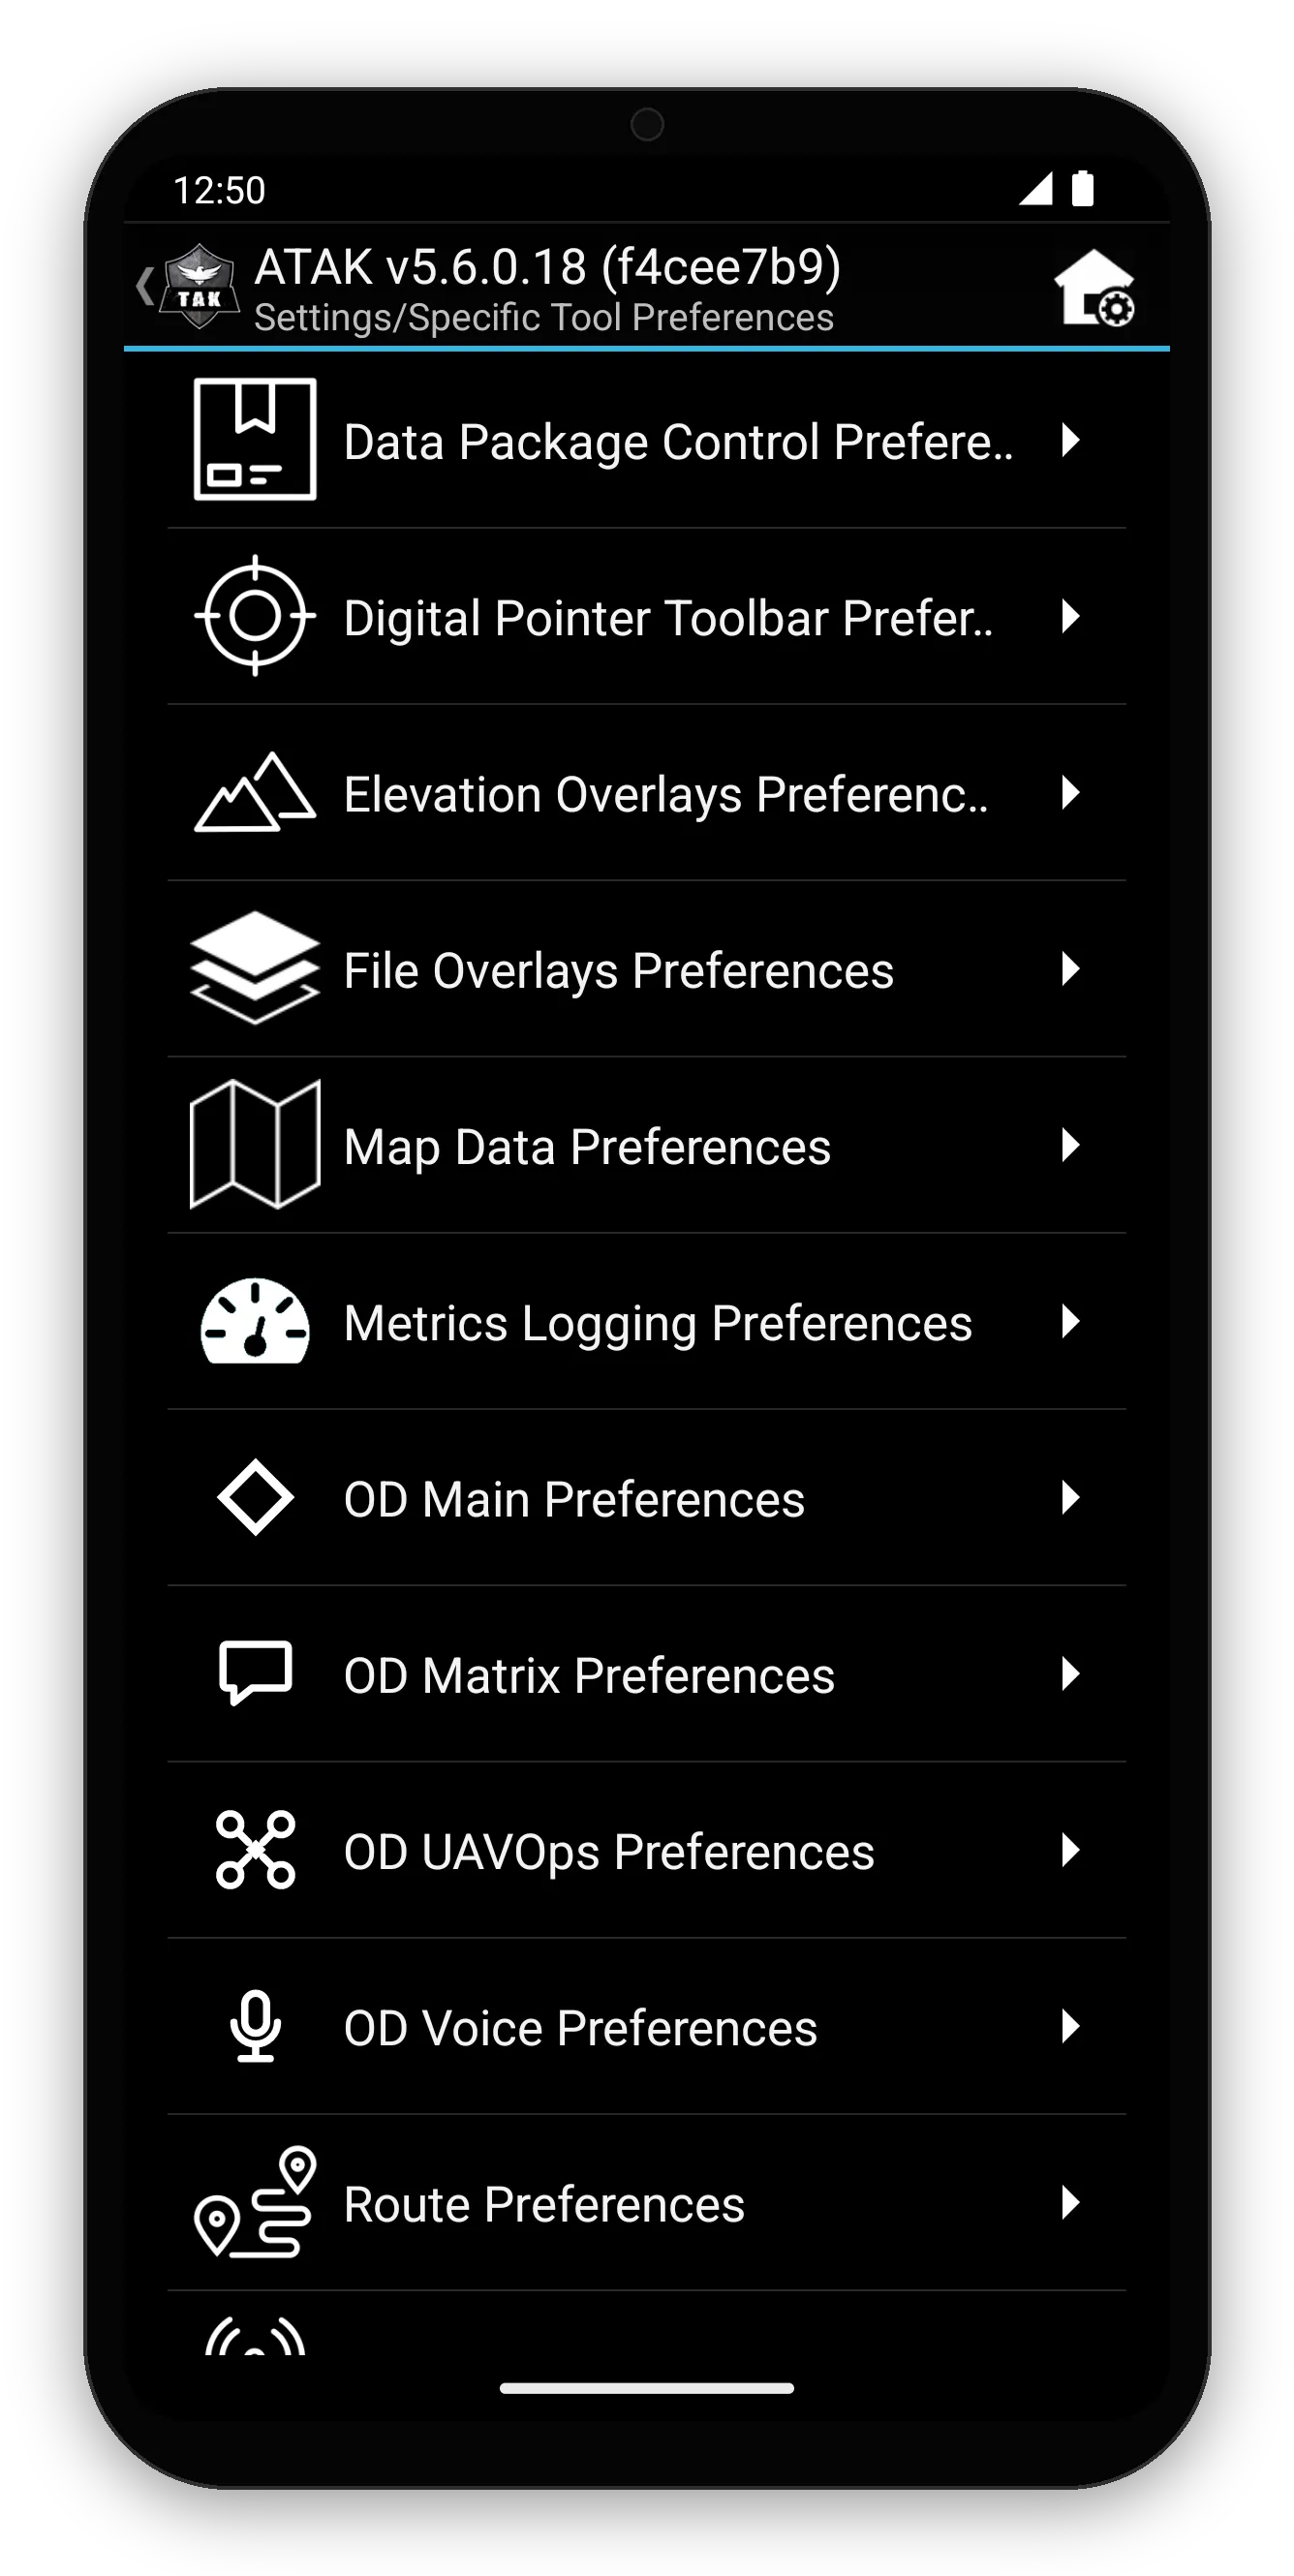 12:50
ATAK v5.6.0.18 (f4cee7b9)
TAK
Settings/Specific Tool Preferences
Data Package Control Prefere..
Digital Pointer Toolbar Prefer..
Elevation Overlays Preferenc..
File Overlays Preferences
Map Data Preferences
Metrics Logging Preferences
OD Main Preferences
OD Matrix Preferences
OD UAVOps Preferences
OD Voice Preferences
Route Preferences